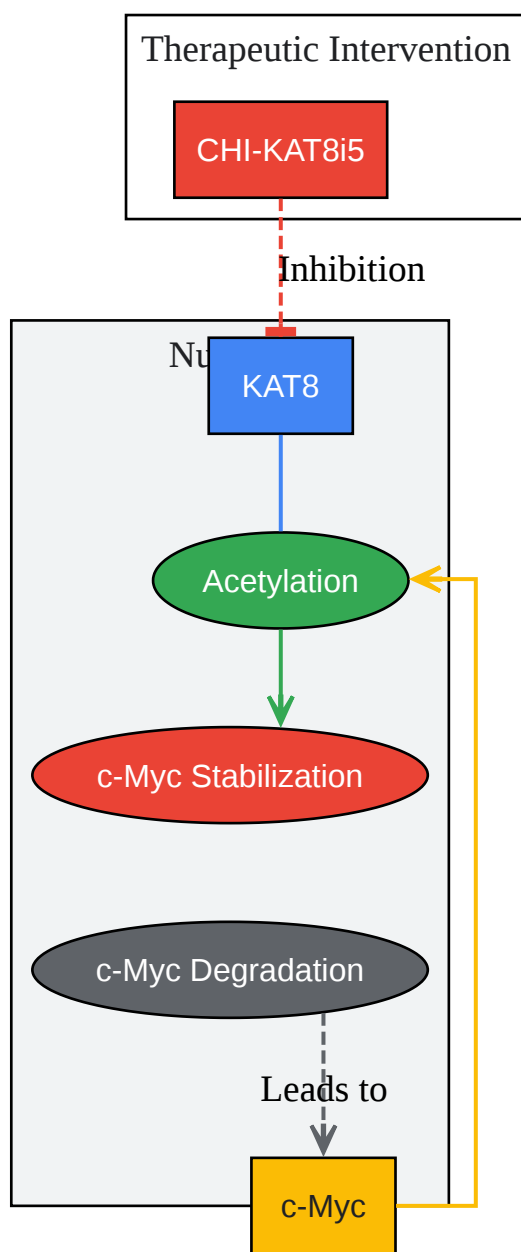 Therapeutic Intervention
CHI-KAT8i5
Inhibition
KAT8
Acetylation
c-Myc Stabilization
c-Myc Degradation
Leads to
c-Myc